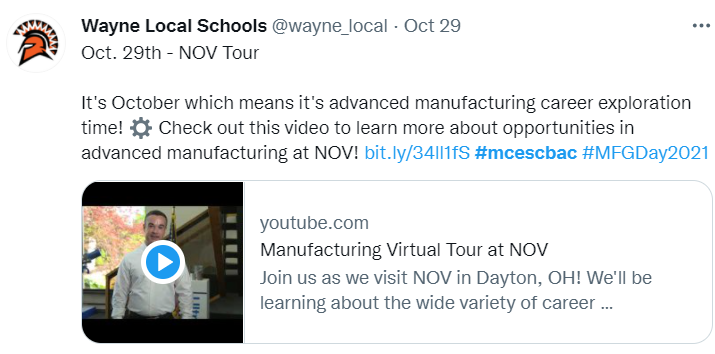 Wayne Local Schools @wayne_local · Oct 29
Oct. 29th - NOV Tour
It's October which means it's advanced manufacturing career exploration
time! ⚙ Check out this video to learn more about opportunities in
advanced manufacturing at NOV! bit.ly/34ll1fS #mcescbac #MFGDay2021
youtube.com
Manufacturing Virtual Tour at NOV
Join us as we visit NOV in Dayton, OH! We'll be
learning about the wide variety of career ...